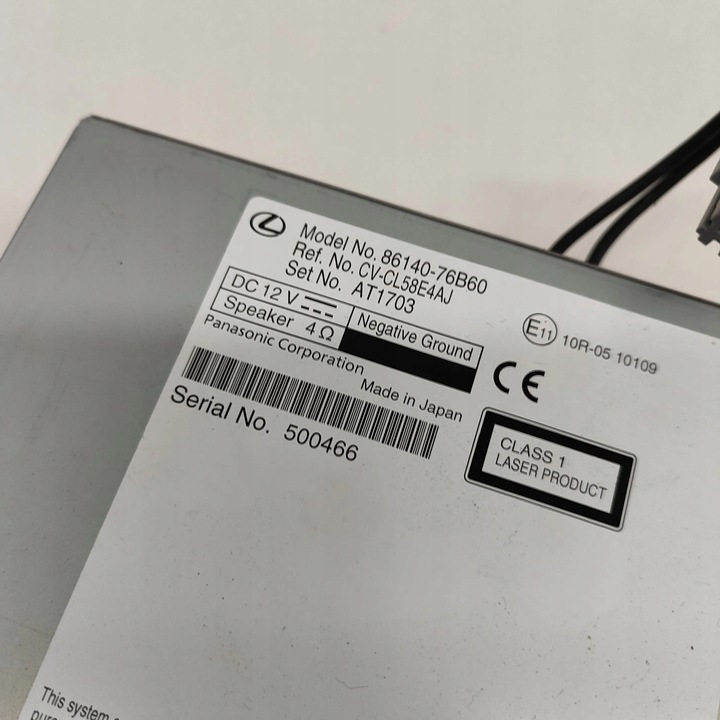 Model No. 86140-76B60
Ref. No. CV-CL58E4AJ
Set No. AT1703
DC 12 V
Negative Ground
Speaker 4Ω
Panasonic Corporation
Made in Japan
Serial No. 500466
E11 10R-05 10109
CE
CLASS 1
LASER PRODUCT
This system